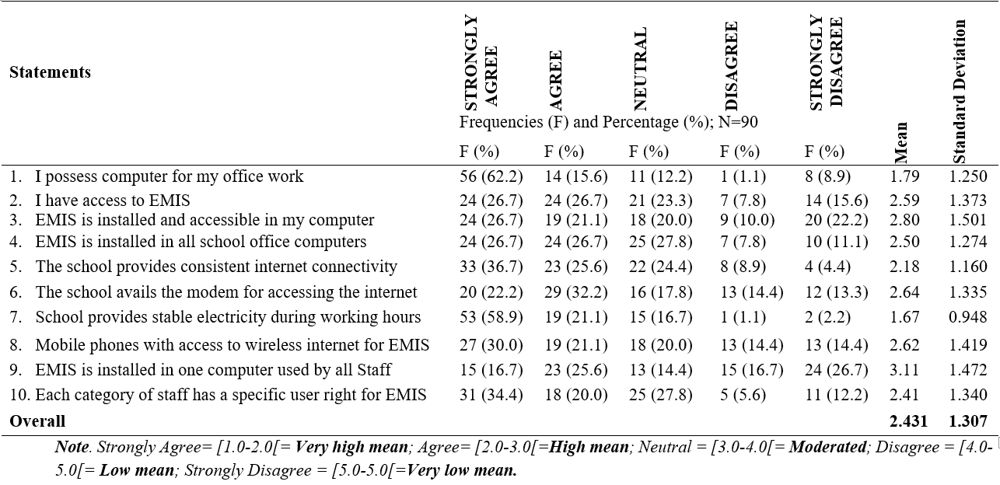 Statements STRONGLY AGREE AGREE NEUTRAL DISAGREE STRONGLY DISAGREE Mean Standard Deviation
Frequencies (F) and Percentage (%); N=90
F (%) F (%) F (%) F (%) F (%)
1. I possess computer for my office work 56 (62.2) 14 (15.6) 11 (12.2) 1 (1.1) 8 (8.9) 1.79 1.250
2. I have access to EMIS 24 (26.7) 24 (26.7) 21 (23.3) 7 (7.8) 14 (15.6) 2.59 1.373
3. EMIS is installed and accessible in my computer 24 (26.7) 19 (21.1) 18 (20.0) 9 (10.0) 20 (22.2) 2.80 1.501
4. EMIS is installed in all school office computers 24 (26.7) 24 (26.7) 25 (27.8) 7 (7.8) 10 (11.1) 2.50 1.274
5. The school provides consistent internet connectivity 33 (36.7) 23 (25.6) 22 (24.4) 8 (8.9) 4 (4.4) 2.18 1.160
6. The school avails the modem for accessing the internet 20 (22.2) 29 (32.2) 16 (17.8) 13 (14.4) 12 (13.3) 2.64 1.335
7. School provides stable electricity during working hours 53 (58.9) 19 (21.1) 15 (16.7) 1 (1.1) 2 (2.2) 1.67 0.948
8. Mobile phones with access to wireless internet for EMIS 27 (30.0) 19 (21.1) 18 (20.0) 13 (14.4) 13 (14.4) 2.62 1.419
9. EMIS is installed in one computer used by all Staff 15 (16.7) 23 (25.6) 13 (14.4) 15 (16.7) 24 (26.7) 3.11 1.472
10. Each category of staff has a specific user right for EMIS 31 (34.4) 18 (20.0) 25 (27.8) 5 (5.6) 11 (12.2) 2.41 1.340
Overall 2.431 1.307
Note. Strongly Agree= [1.0-2.0[= Very high mean; Agree= [2.0-3.0[=High mean; Neutral = [3.0-4.0[= Moderated; Disagree = [4.0-
5.0[= Low mean; Strongly Disagree = [5.0-5.0[=Very low mean.